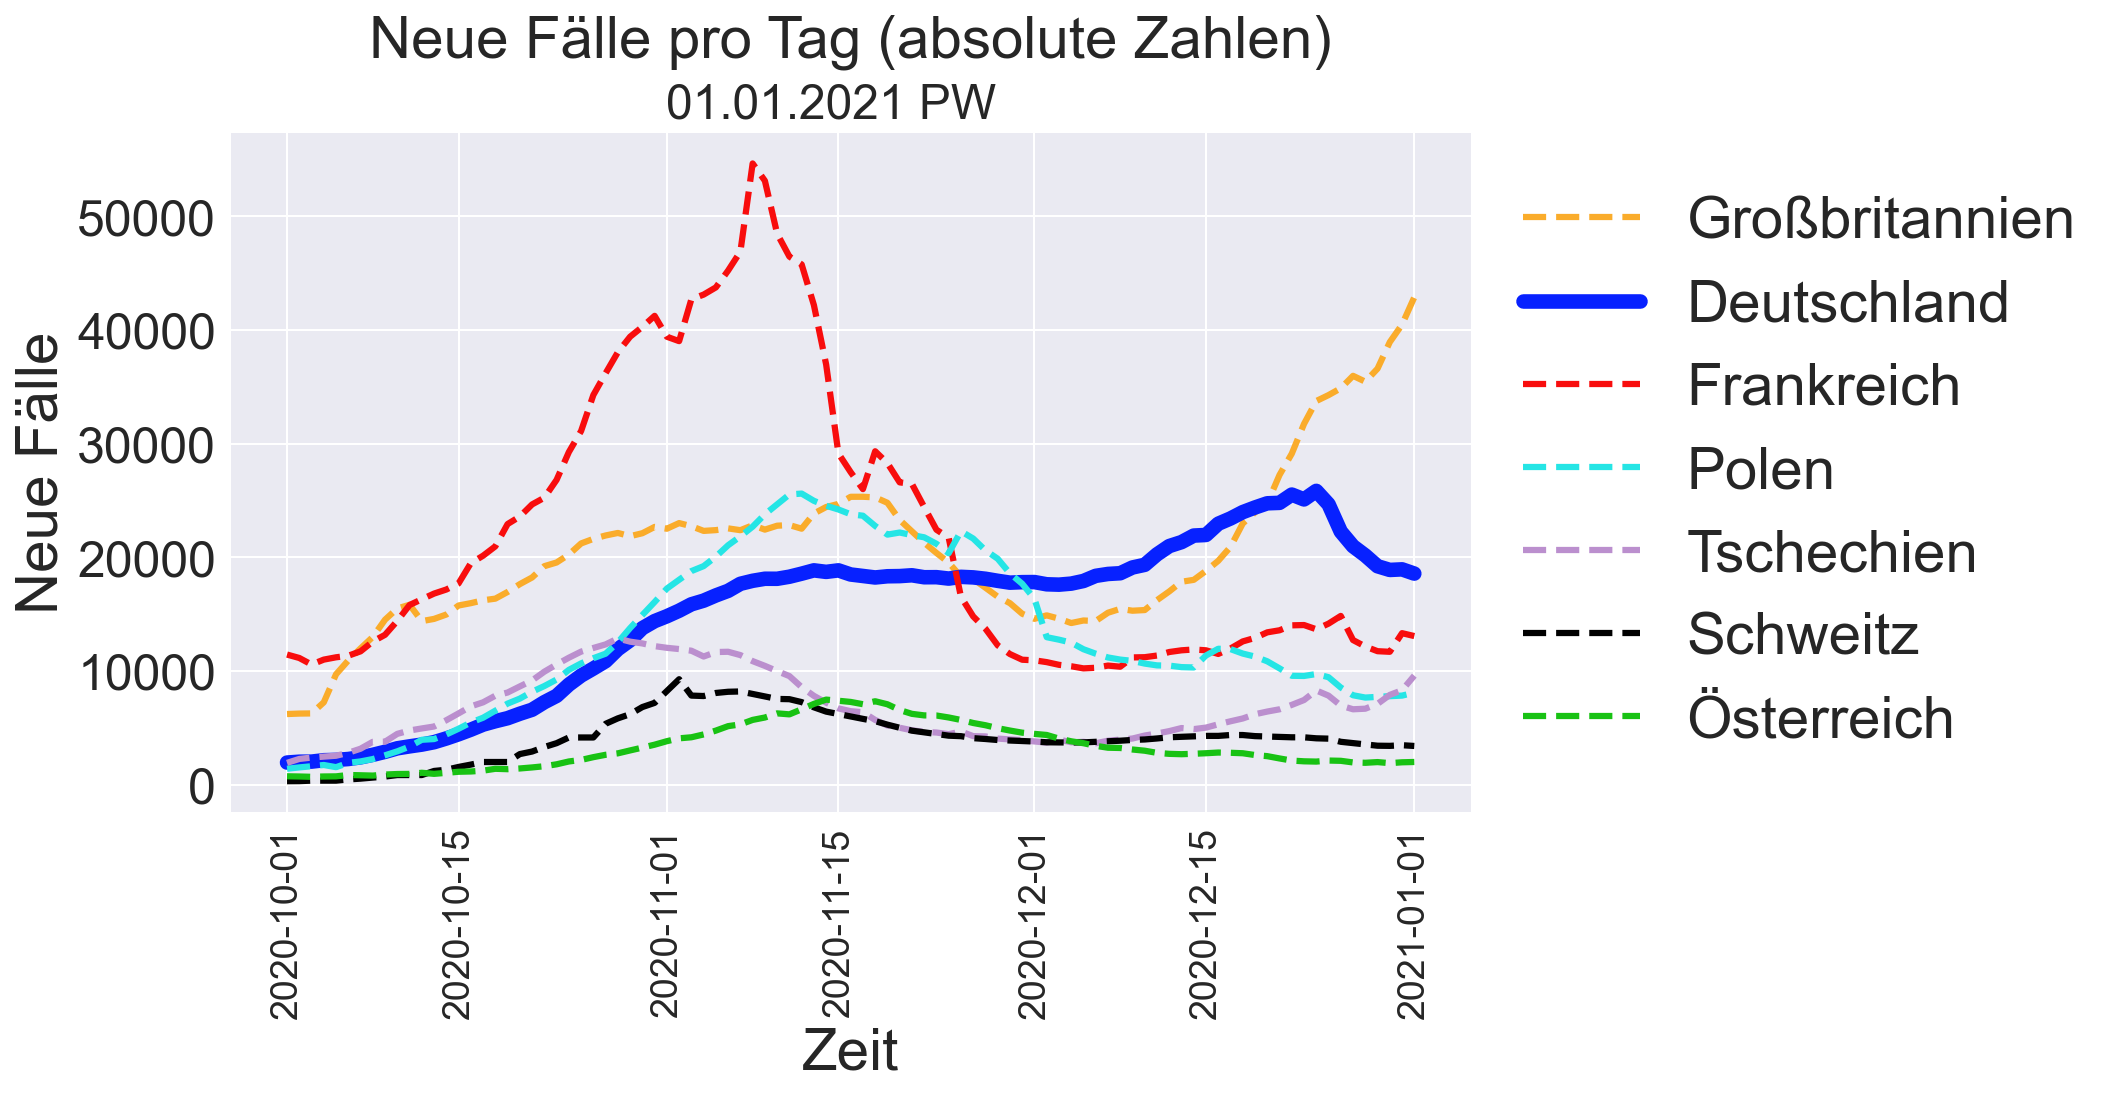 Neue Fälle pro Tag (absolute Zahlen)
01.01.2021 PW
Neue Fälle
50000
40000
30000
20000
10000
0
2020-10-01
2020-10-15
2020-11-01
2020-11-15
2020-12-01
2020-12-15
2021-01-01
Zeit
Großbritannien
Deutschland
Frankreich
Polen
Tschechien
Schweitz
Österreich